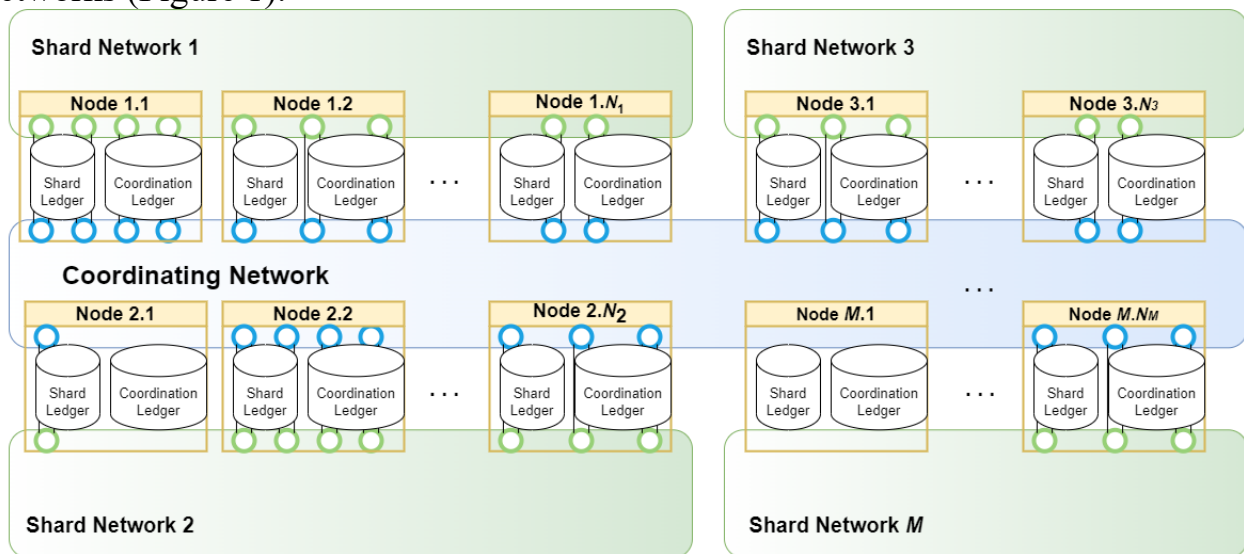 etworks (Figure 1).
Shard Network 1
Shard Network 3
Node 1.1
Node 1.2
Node 1.N₁
Node 3.1
Node 3.N₃
Shard
Ledger
Coordination
Ledger
Shard
Ledger
Coordination
Ledger
. . .
Shard
Ledger
Coordination
Ledger
Shard
Ledger
Coordination
Ledger
. . .
Shard
Ledger
Coordination
Ledger
Coordinating Network
. . .
Node 2.1
Node 2.2
Node 2.N₂
Node M.1
Node M.Nᴍ
Shard
Ledger
Coordination
Ledger
Shard
Ledger
Coordination
Ledger
. . .
Shard
Ledger
Coordination
Ledger
Shard
Ledger
Coordination
Ledger
. . .
Shard
Ledger
Coordination
Ledger
Shard Network 2
Shard Network M